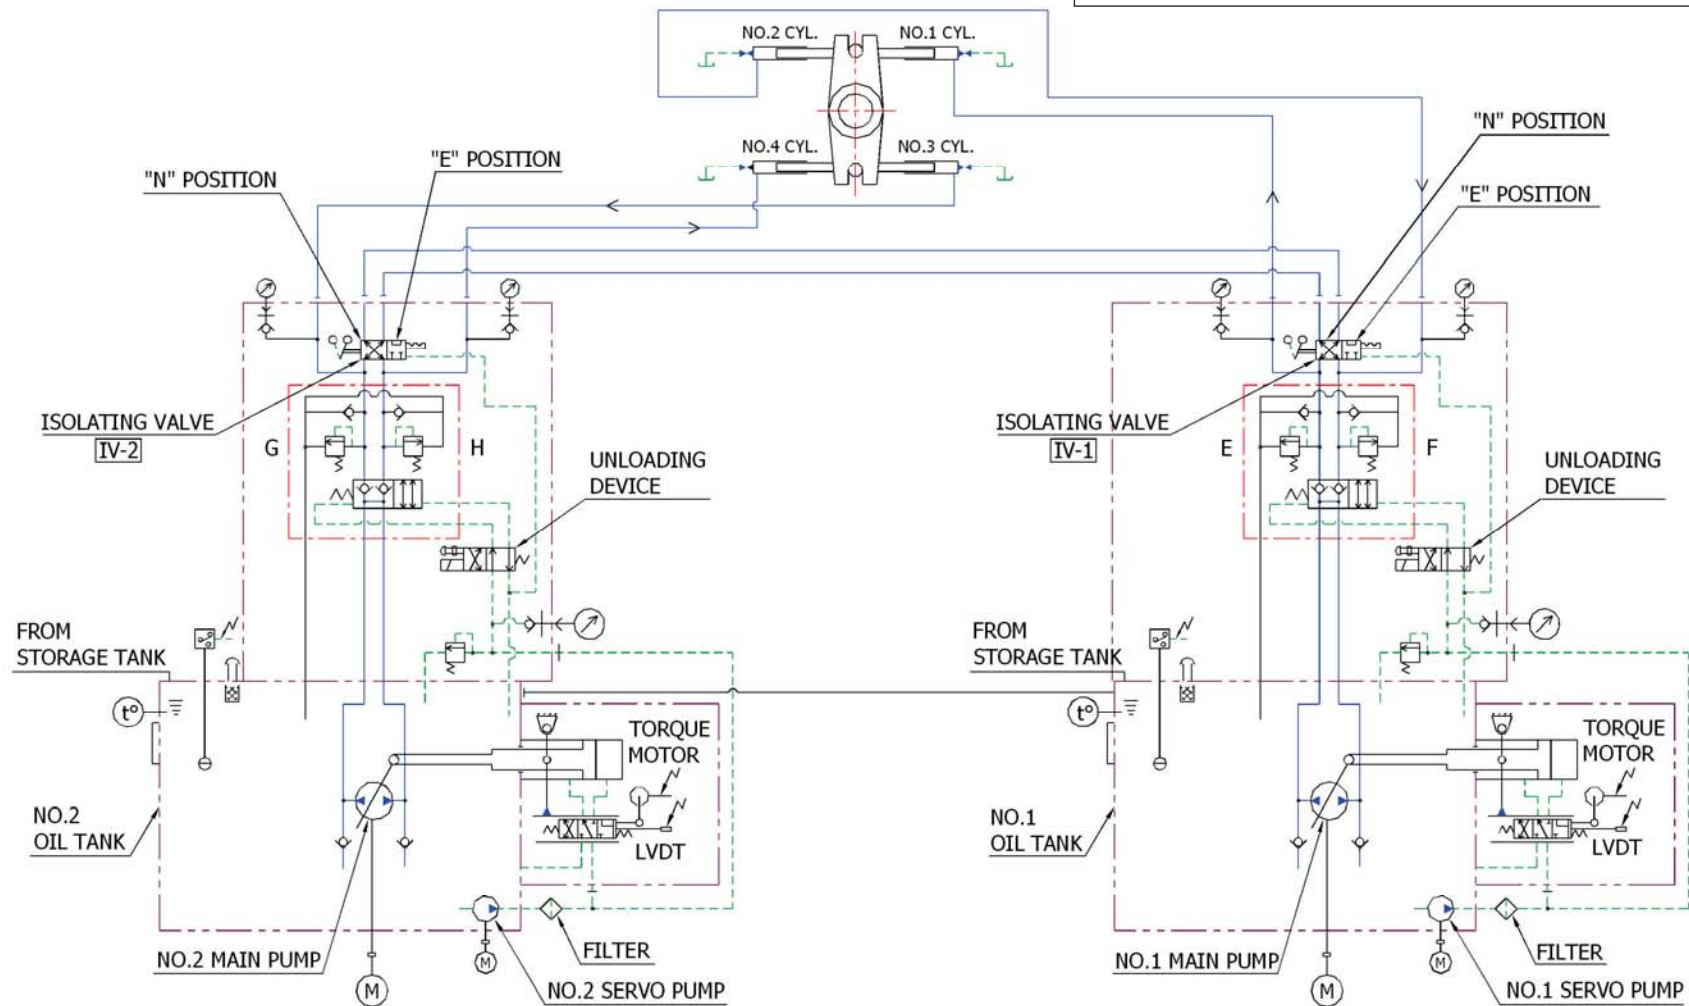 NO.2 CYL.
NO.1 CYL.
NO.4 CYL.
NO.3 CYL.
"N" POSITION
"E" POSITION
"N" POSITION
"E" POSITION
ISOLATING VALVE
IV-2
G
H
UNLOADING
DEVICE
FROM
STORAGE TANK
t°
TORQUE
MOTOR
LVDT
NO.2
OIL TANK
NO.2 MAIN PUMP
M
M
FILTER
NO.2 SERVO PUMP
ISOLATING VALVE
IV-1
E
F
UNLOADING
DEVICE
FROM
STORAGE TANK
t°
TORQUE
MOTOR
LVDT
NO.1
OIL TANK
NO.1 MAIN PUMP
M
M
FILTER
NO.1 SERVO PUMP